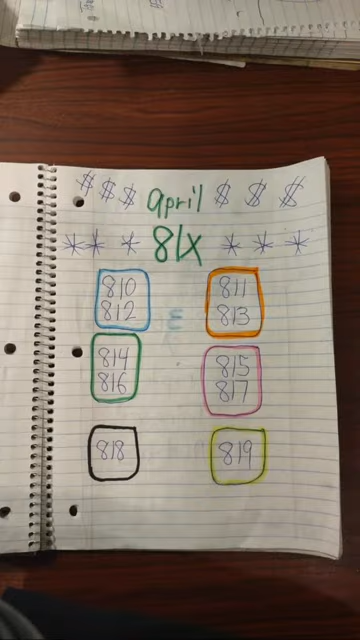 $ $ $ april $ $ $
* * * 81x * * *
810 811
812 813
814 815
816 817
818 819